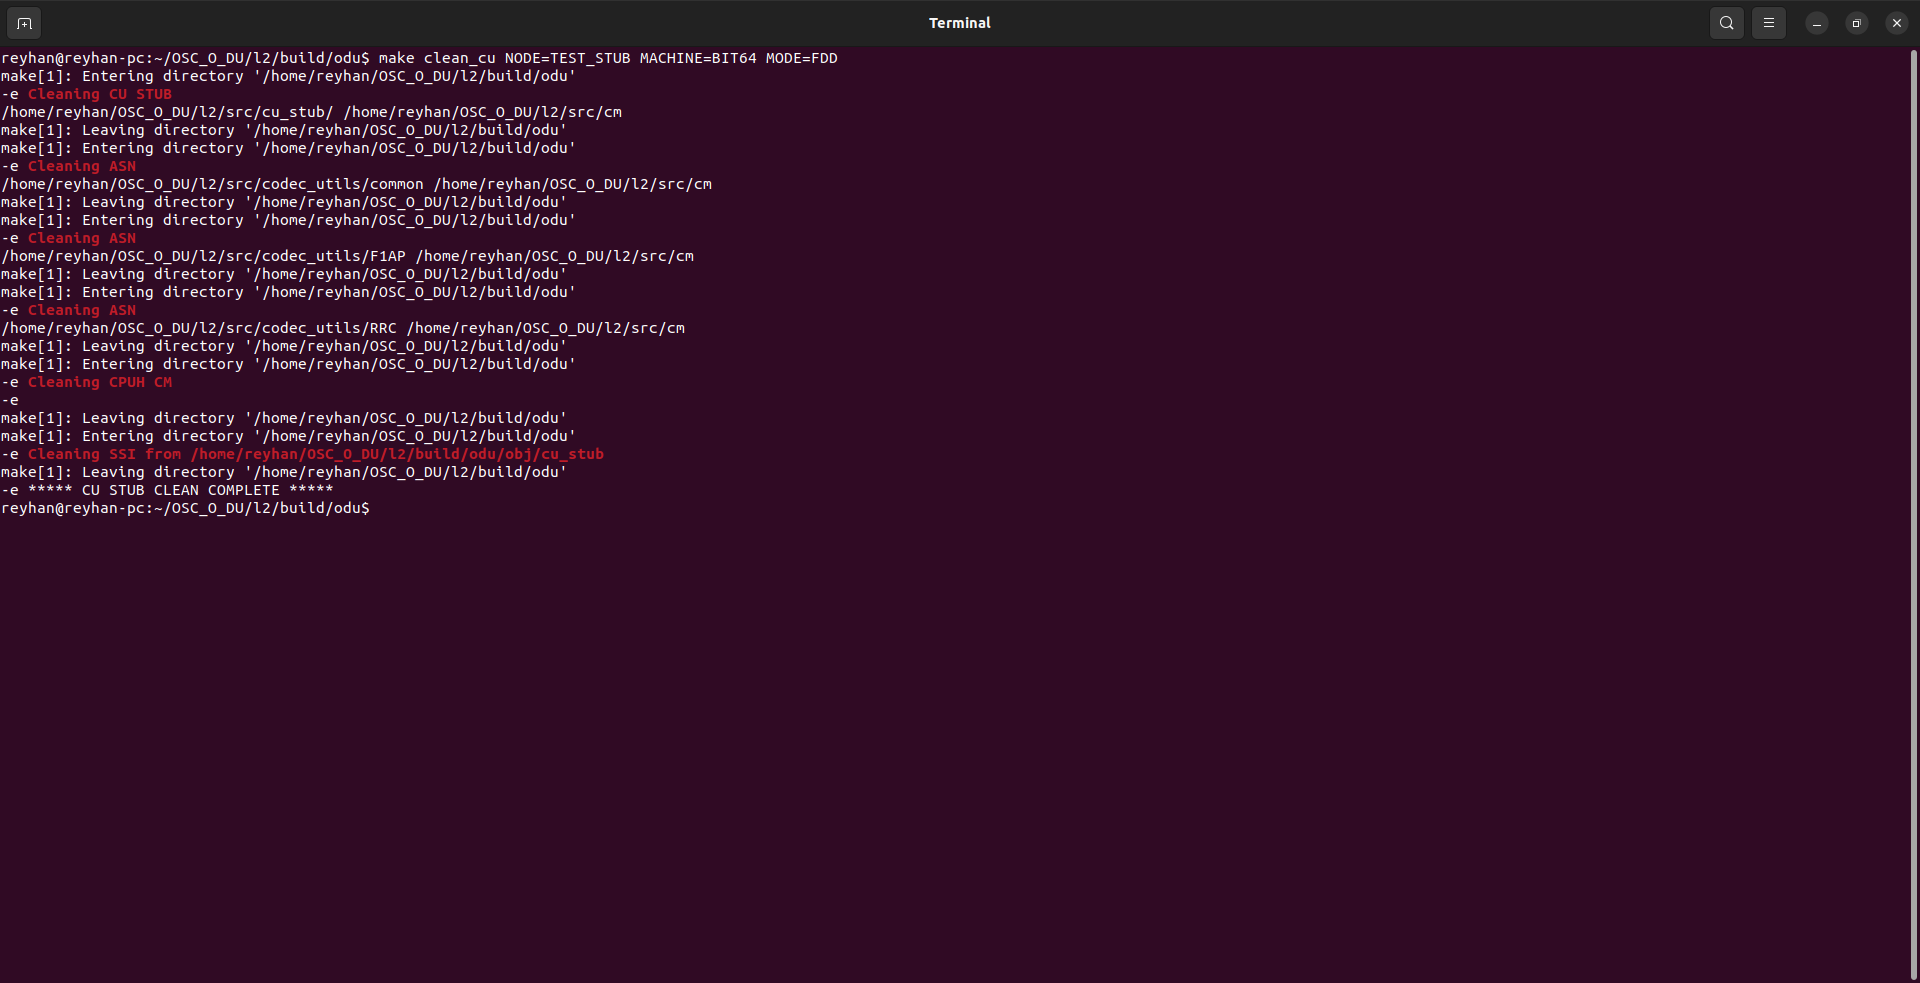 Terminal
reyhan@reyhan-pc:~/OSC_O_DU/l2/build/odu$ make clean_cu NODE=TEST_STUB MACHINE=BIT64 MODE=FDD
make[1]: Entering directory '/home/reyhan/OSC_O_DU/l2/build/odu'
-e Cleaning CU STUB
/home/reyhan/OSC_O_DU/l2/src/cu_stub/ /home/reyhan/OSC_O_DU/l2/src/cm
make[1]: Leaving directory '/home/reyhan/OSC_O_DU/l2/build/odu'
make[1]: Entering directory '/home/reyhan/OSC_O_DU/l2/build/odu'
-e Cleaning ASN
/home/reyhan/OSC_O_DU/l2/src/codec_utils/common /home/reyhan/OSC_O_DU/l2/src/cm
make[1]: Leaving directory '/home/reyhan/OSC_O_DU/l2/build/odu'
make[1]: Entering directory '/home/reyhan/OSC_O_DU/l2/build/odu'
-e Cleaning ASN
/home/reyhan/OSC_O_DU/l2/src/codec_utils/F1AP /home/reyhan/OSC_O_DU/l2/src/cm
make[1]: Leaving directory '/home/reyhan/OSC_O_DU/l2/build/odu'
make[1]: Entering directory '/home/reyhan/OSC_O_DU/l2/build/odu'
-e Cleaning ASN
/home/reyhan/OSC_O_DU/l2/src/codec_utils/RRC /home/reyhan/OSC_O_DU/l2/src/cm
make[1]: Leaving directory '/home/reyhan/OSC_O_DU/l2/build/odu'
make[1]: Entering directory '/home/reyhan/OSC_O_DU/l2/build/odu'
-e Cleaning CPUH CM
-e
make[1]: Leaving directory '/home/reyhan/OSC_O_DU/l2/build/odu'
make[1]: Entering directory '/home/reyhan/OSC_O_DU/l2/build/odu'
-e Cleaning SSI from /home/reyhan/OSC_O_DU/l2/build/odu/obj/cu_stub
make[1]: Leaving directory '/home/reyhan/OSC_O_DU/l2/build/odu'
-e ***** CU STUB CLEAN COMPLETE *****
reyhan@reyhan-pc:~/OSC_O_DU/l2/build/odu$